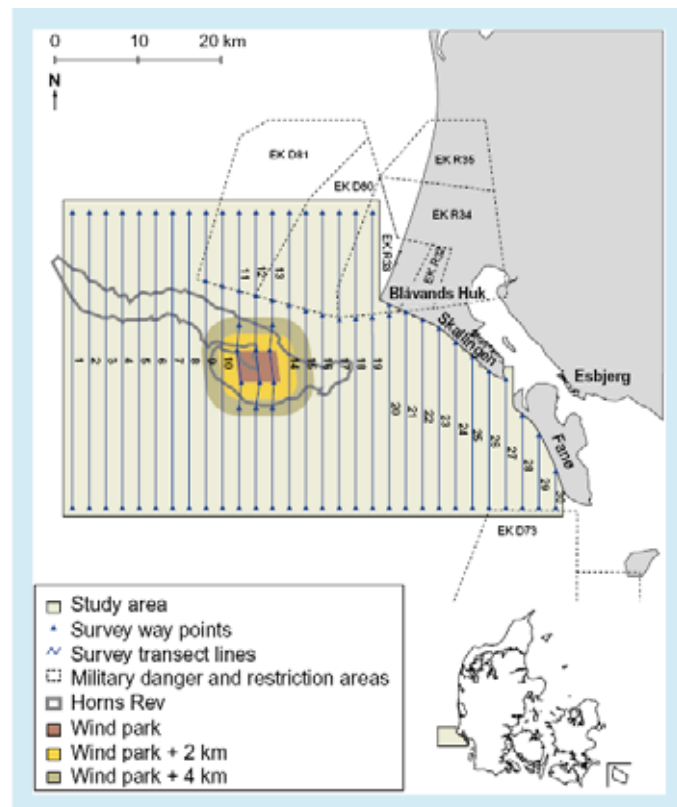 0 10 20 km
N
EK D81
EK R35
EK D80
EK R34
EK R33
EK R32
Blåvands Huk
Skallingen
Esbjerg
Fanø
11
12
13
1
2
3
4
5
6
7
8
9
10
14
15
16
17
18
19
20
21
22
23
24
25
26
27
28
29
30
EK D73
Study area
Survey way points
Survey transect lines
Military danger and restriction areas
Horns Rev
Wind park
Wind park + 2 km
Wind park + 4 km